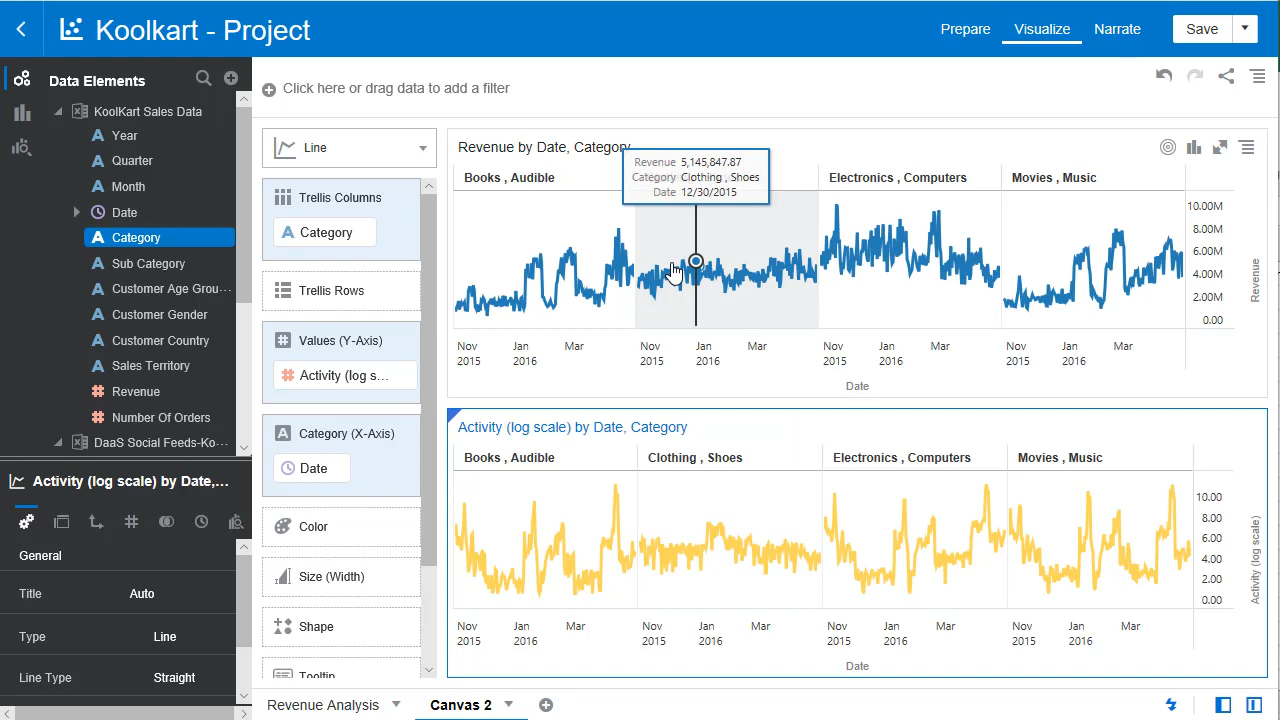 Koolkart - Project
Prepare
Visualize
Narrate
Save
Data Elements
KoolKart Sales Data
Year
Quarter
Month
Date
Category
Sub Category
Customer Age Grou...
Customer Gender
Customer Country
Sales Territory
Revenue
Number Of Orders
DaaS Social Feeds-Ko...
Activity (log scale) by Date,...
General
Title Auto
Type Line
Line Type Straight
Click here or drag data to add a filter
Line
Trellis Columns
Category
Trellis Rows
Values (Y-Axis)
Activity (log s...
Category (X-Axis)
Date
Color
Size (Width)
Shape
Tooltip
Revenue by Date, Category
Revenue 5,145,847.87
Category Clothing , Shoes
Date 12/30/2015
Books , Audible
Electronics , Computers
Movies , Music
10.00M
8.00M
6.00M
4.00M
2.00M
0.00
Revenue
Nov Jan Mar Nov Jan Mar Nov Jan Mar Nov Jan Mar
2015 2016 2015 2016 2015 2016 2015 2016
Date
Activity (log scale) by Date, Category
Books , Audible Clothing , Shoes Electronics , Computers Movies , Music
10.00
8.00
6.00
4.00
2.00
0.00
Activity (log scale)
Nov Jan Mar Nov Jan Mar Nov Jan Mar Nov Jan Mar
2015 2016 2015 2016 2015 2016 2015 2016
Date
Revenue Analysis
Canvas 2